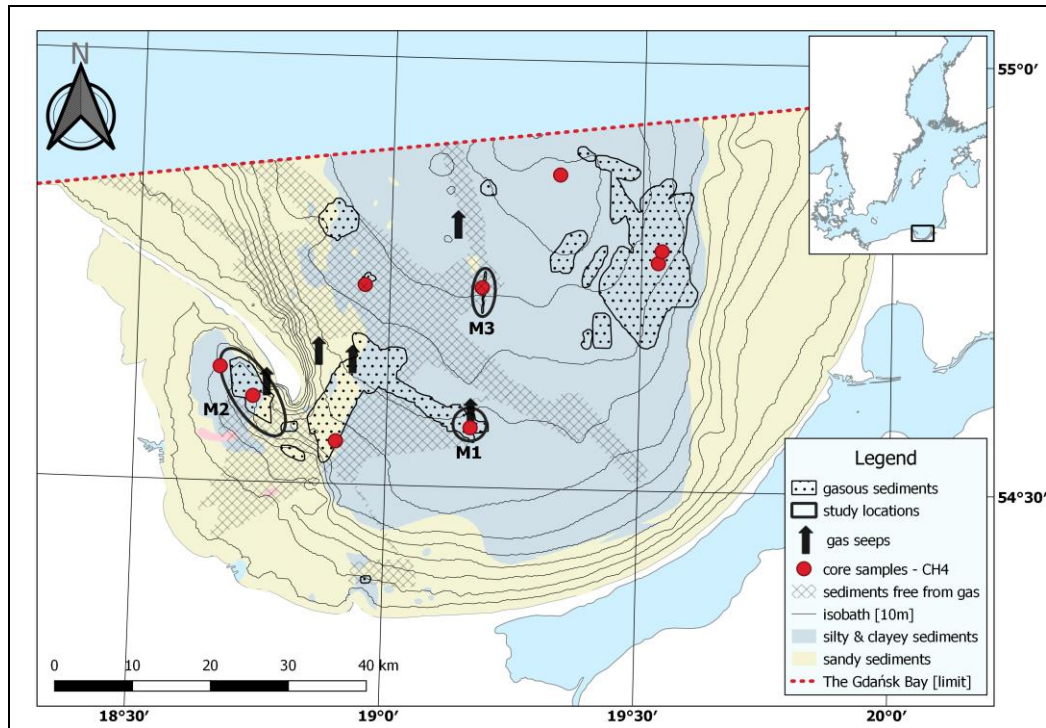 N
55°0′
M3
M2
M1
Legend
gasous sediments
study locations
gas seeps
core samples - CH4
sediments free from gas
isobath [10m]
silty & clayey sediments
sandy sediments
The Gdańsk Bay [limit]
54°30′
0 10 20 30 40 km
18°30′ 19°0′ 19°30′ 20°0′